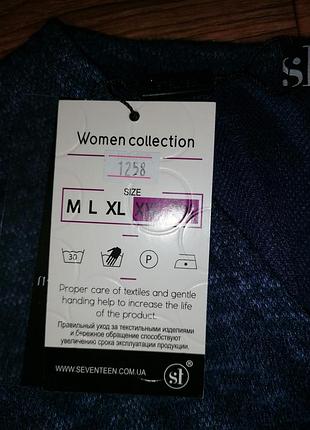 st
Women collection
1258
SIZE
M L XL
30
P
Proper care of textiles and gentle
handing help to increase the life
of the product.
Правильный уход за текстильными изделиями
и бережное обращение способствуют
увеличению срока эксплуатации продукции.
WWW.SEVENTEEN.COM.UA
st ®